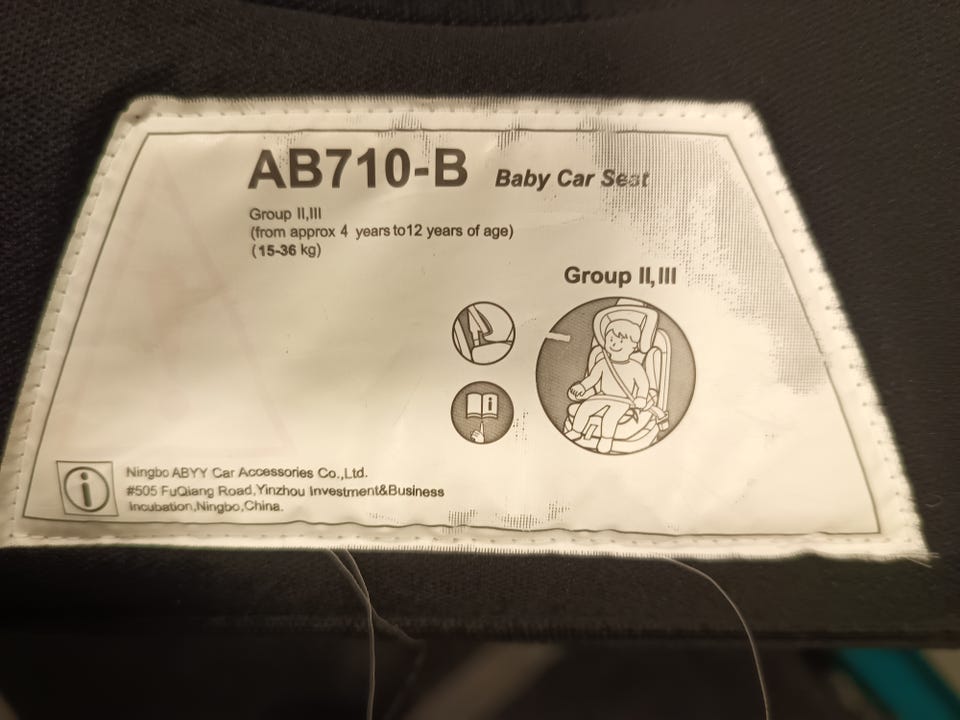 AB710-B Baby Car Seat
Group II,III
(from approx 4 years to12 years of age)
(15-36 kg)
Group II,III
i
i
Ningbo ABYY Car Accessories Co.,Ltd.
#505 FuQiang Road,Yinzhou Investment&Business
Incubation,Ningbo,China.